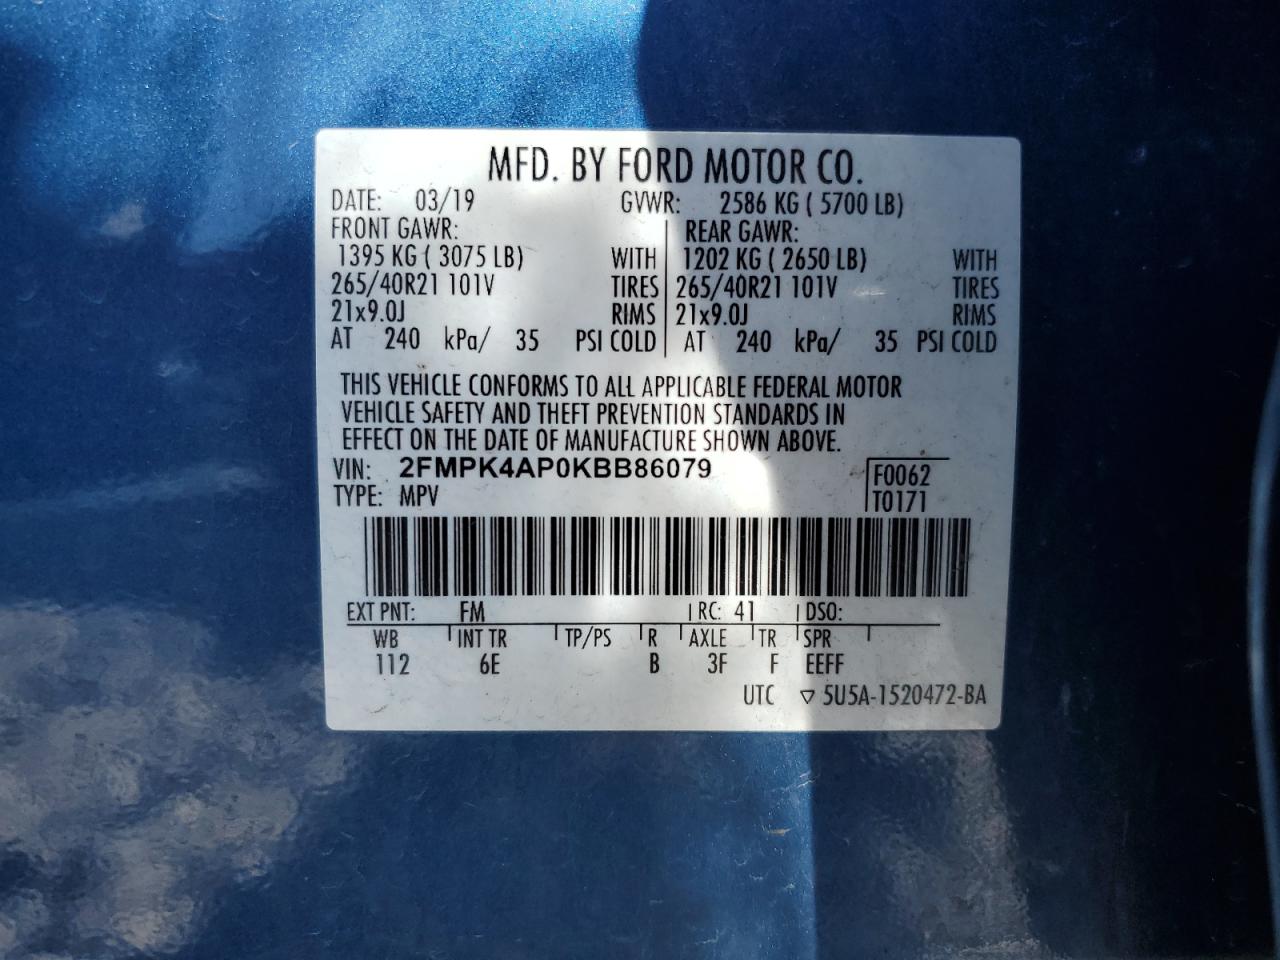 MFD. BY FORD MOTOR CO.
DATE: 03/19 GVWR: 2586 KG ( 5700 LB)
FRONT GAWR: REAR GAWR:
1395 KG ( 3075 LB) WITH 1202 KG ( 2650 LB) WITH
265/40R21 101V TIRES 265/40R21 101V TIRES
21x9.0J RIMS 21x9.0J RIMS
AT 240 kPa/ 35 PSI COLD AT 240 kPa/ 35 PSI COLD
THIS VEHICLE CONFORMS TO ALL APPLICABLE FEDERAL MOTOR
VEHICLE SAFETY AND THEFT PREVENTION STANDARDS IN
EFFECT ON THE DATE OF MANUFACTURE SHOWN ABOVE.
VIN: 2FMPK4AP0KBB86079 F0062
TYPE: MPV T0171
EXT PNT: FM RC: 41 DSO:
WB INT TR TP/PS R AXLE TR SPR
112 6E B 3F F EEFF
UTC ▽ 5U5A-1520472-BA